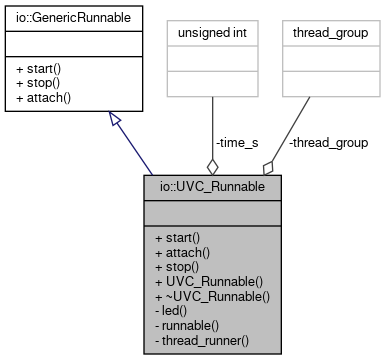 io::GenericRunnable
+ start()
+ stop()
+ attach()
unsigned int
thread_group
-time_s
-thread_group
io::UVC_Runnable
+ start()
+ attach()
+ stop()
+ UVC_Runnable()
+ ~UVC_Runnable()
- led()
- runnable()
- thread_runner()